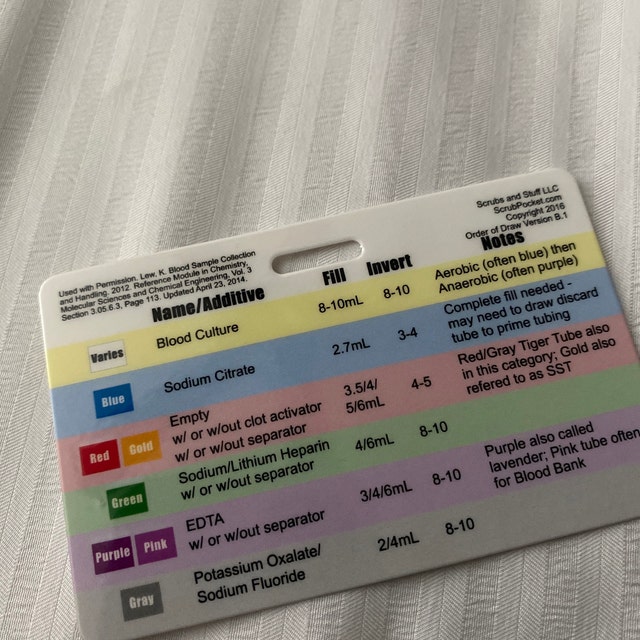 Scrubs and Stuff LLC
ScrubPocket.com
Copyright 2016
Order of Draw Version B.1
Used with Permission. Lew, K. Blood Sample Collection
and Handling. 2012. Reference Module in Chemistry,
Molecular Sciences and Chemical Engineering, Vol. 3
Section 3.05.6.3, Page 113. Updated April 23, 2014.
Name/Additive Fill Invert Notes
Varies Blood Culture 8-10mL 8-10 Aerobic (often blue) then
Anaerobic (often purple)
Blue Sodium Citrate 2.7mL 3-4 Complete fill needed -
may need to draw discard
tube to prime tubing
Red Gold Empty 3.5/4/ 4-5 Red/Gray Tiger Tube also
w/ or w/out clot activator 5/6mL in this category; Gold also
w/ or w/out separator refered to as SST
Green Sodium/Lithium Heparin 4/6mL 8-10
w/ or w/out separator
Purple Pink EDTA 3/4/6mL 8-10 Purple also called
w/ or w/out separator lavender; Pink tube often
for Blood Bank
Gray Potassium Oxalate/ 2/4mL 8-10
Sodium Fluoride